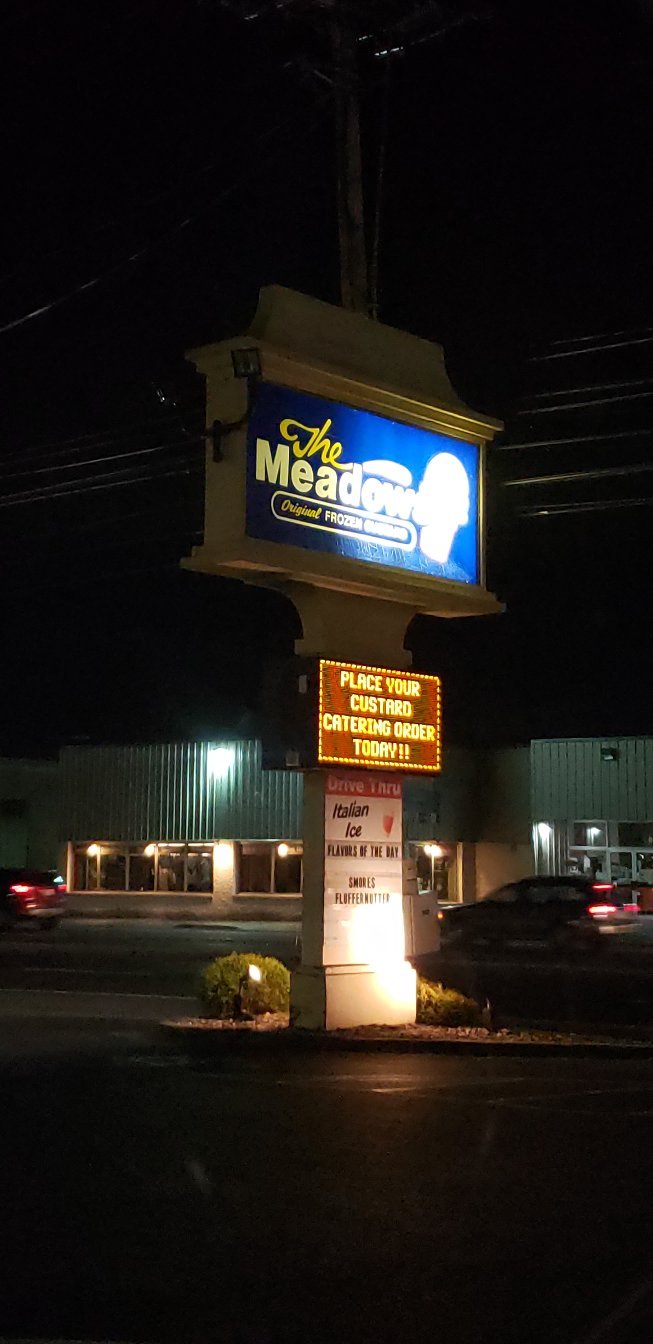 The
Meadows
Original FROZEN CUSTARD
PLACE YOUR
CUSTARD
CATERING ORDER
TODAY!!
Drive Thru
Italian
Ice
FLAVORS OF THE DAY
SMORES
FLUFFERNUTTER